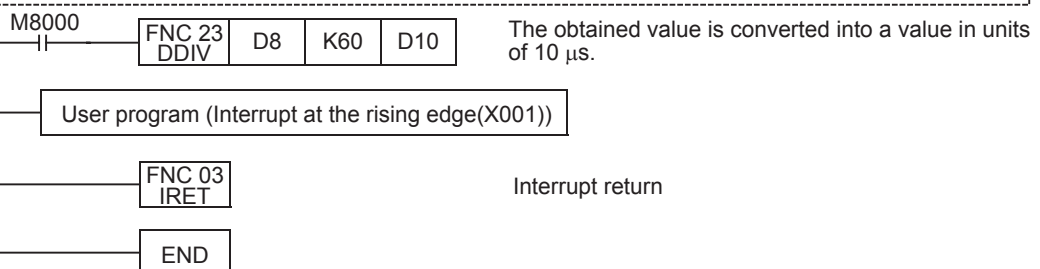 M8000
FNC 23
DDIV
D8
K60
D10
The obtained value is converted into a value in units
of 10 μs.
User program (Interrupt at the rising edge(X001))
FNC 03
IRET
Interrupt return
END